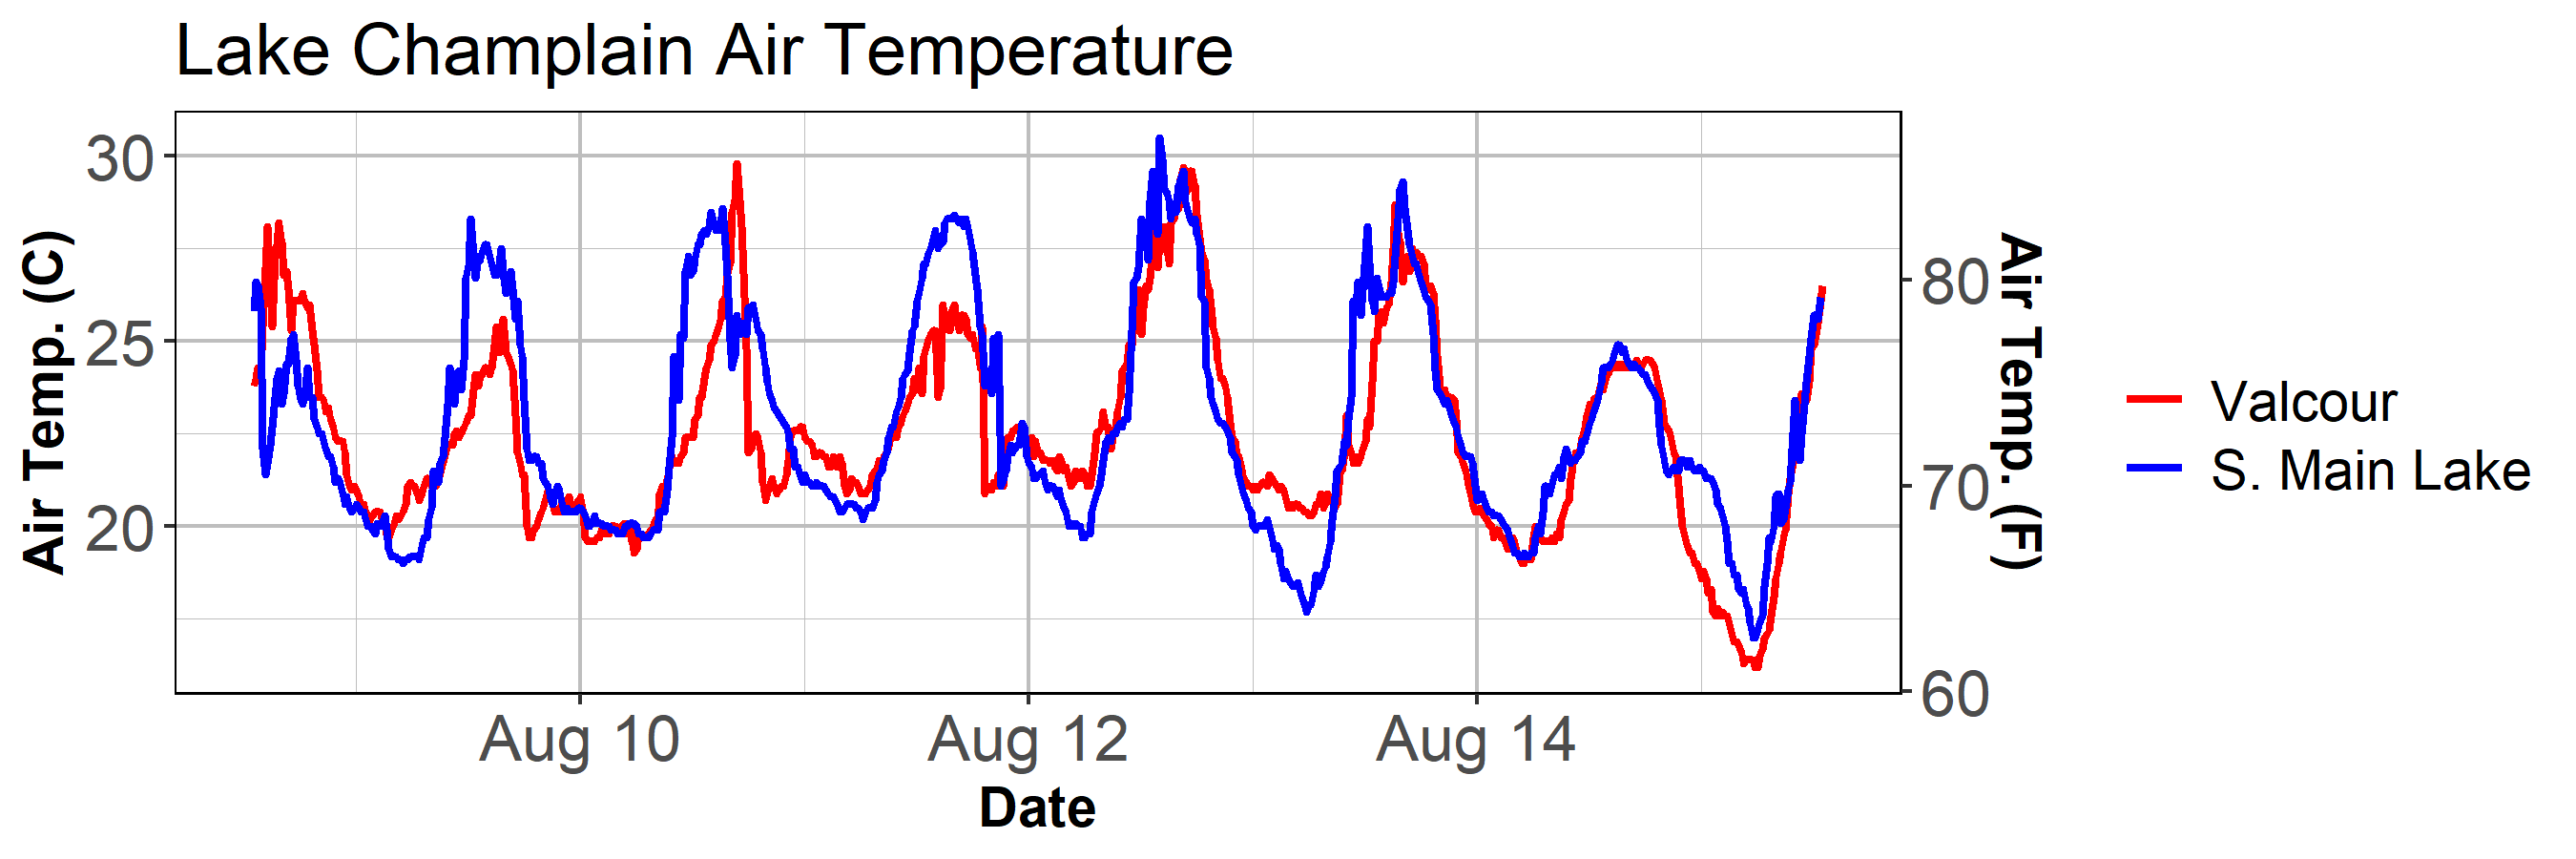 Lake Champlain Air Temperature
Air Temp. (C)
30
25
20
Aug 10
Aug 12
Aug 14
Date
80
70
60
Air Temp. (F)
Valcour
S. Main Lake